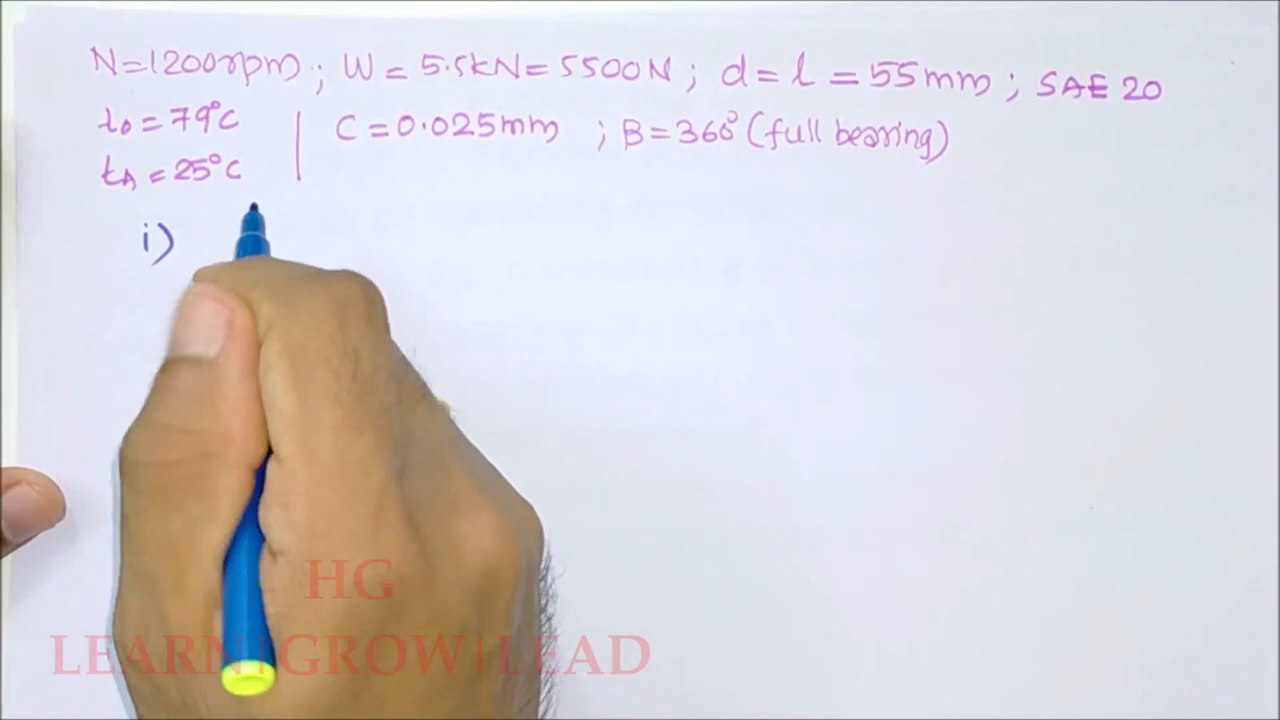 N=1200rpm ; W = 5.5kN = 5500N ; d = l = 55mm ; SAE 20
to = 79°C | C = 0.025mm ; β = 360° (full bearing)
tA = 25°C
i)
HG
LEARN|GROW|LEAD